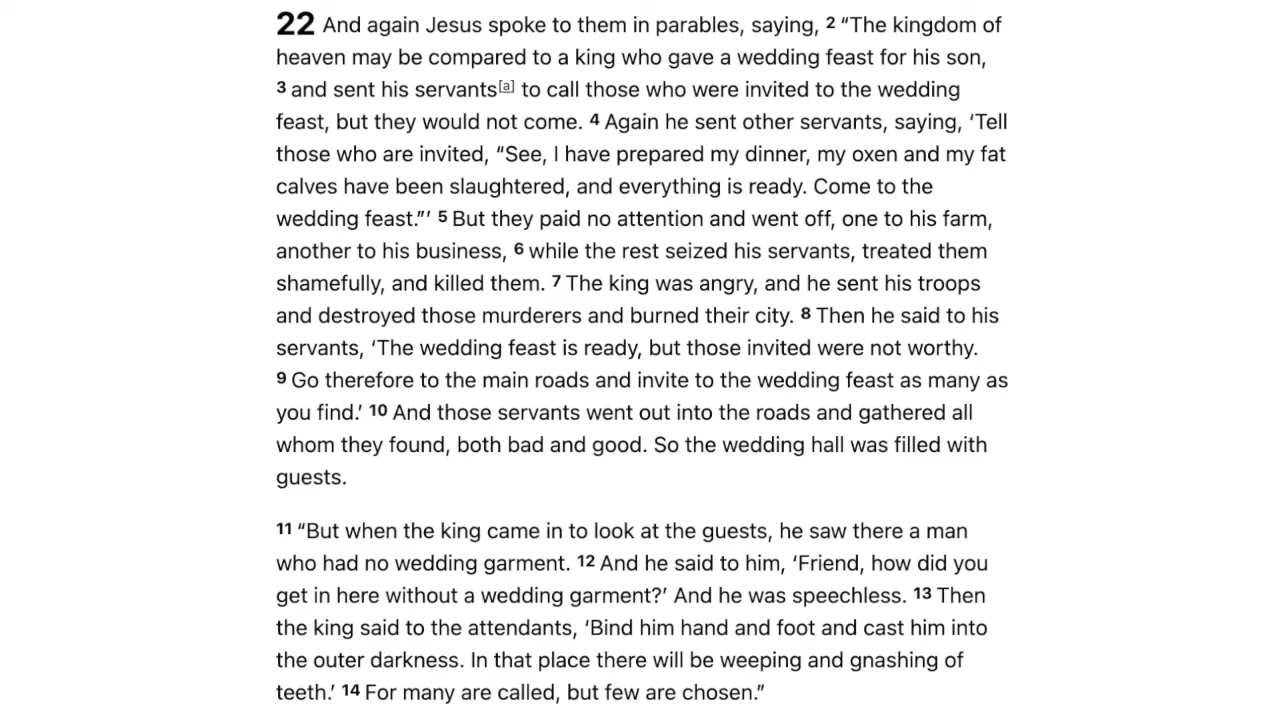 22 And again Jesus spoke to them in parables, saying, 2 “The kingdom of
heaven may be compared to a king who gave a wedding feast for his son,
3 and sent his servants[a] to call those who were invited to the wedding
feast, but they would not come. 4 Again he sent other servants, saying, ‘Tell
those who are invited, “See, I have prepared my dinner, my oxen and my fat
calves have been slaughtered, and everything is ready. Come to the
wedding feast.”’ 5 But they paid no attention and went off, one to his farm,
another to his business, 6 while the rest seized his servants, treated them
shamefully, and killed them. 7 The king was angry, and he sent his troops
and destroyed those murderers and burned their city. 8 Then he said to his
servants, ‘The wedding feast is ready, but those invited were not worthy.
9 Go therefore to the main roads and invite to the wedding feast as many as
you find.’ 10 And those servants went out into the roads and gathered all
whom they found, both bad and good. So the wedding hall was filled with
guests.
11 “But when the king came in to look at the guests, he saw there a man
who had no wedding garment. 12 And he said to him, ‘Friend, how did you
get in here without a wedding garment?’ And he was speechless. 13 Then
the king said to the attendants, ‘Bind him hand and foot and cast him into
the outer darkness. In that place there will be weeping and gnashing of
teeth.’ 14 For many are called, but few are chosen.”